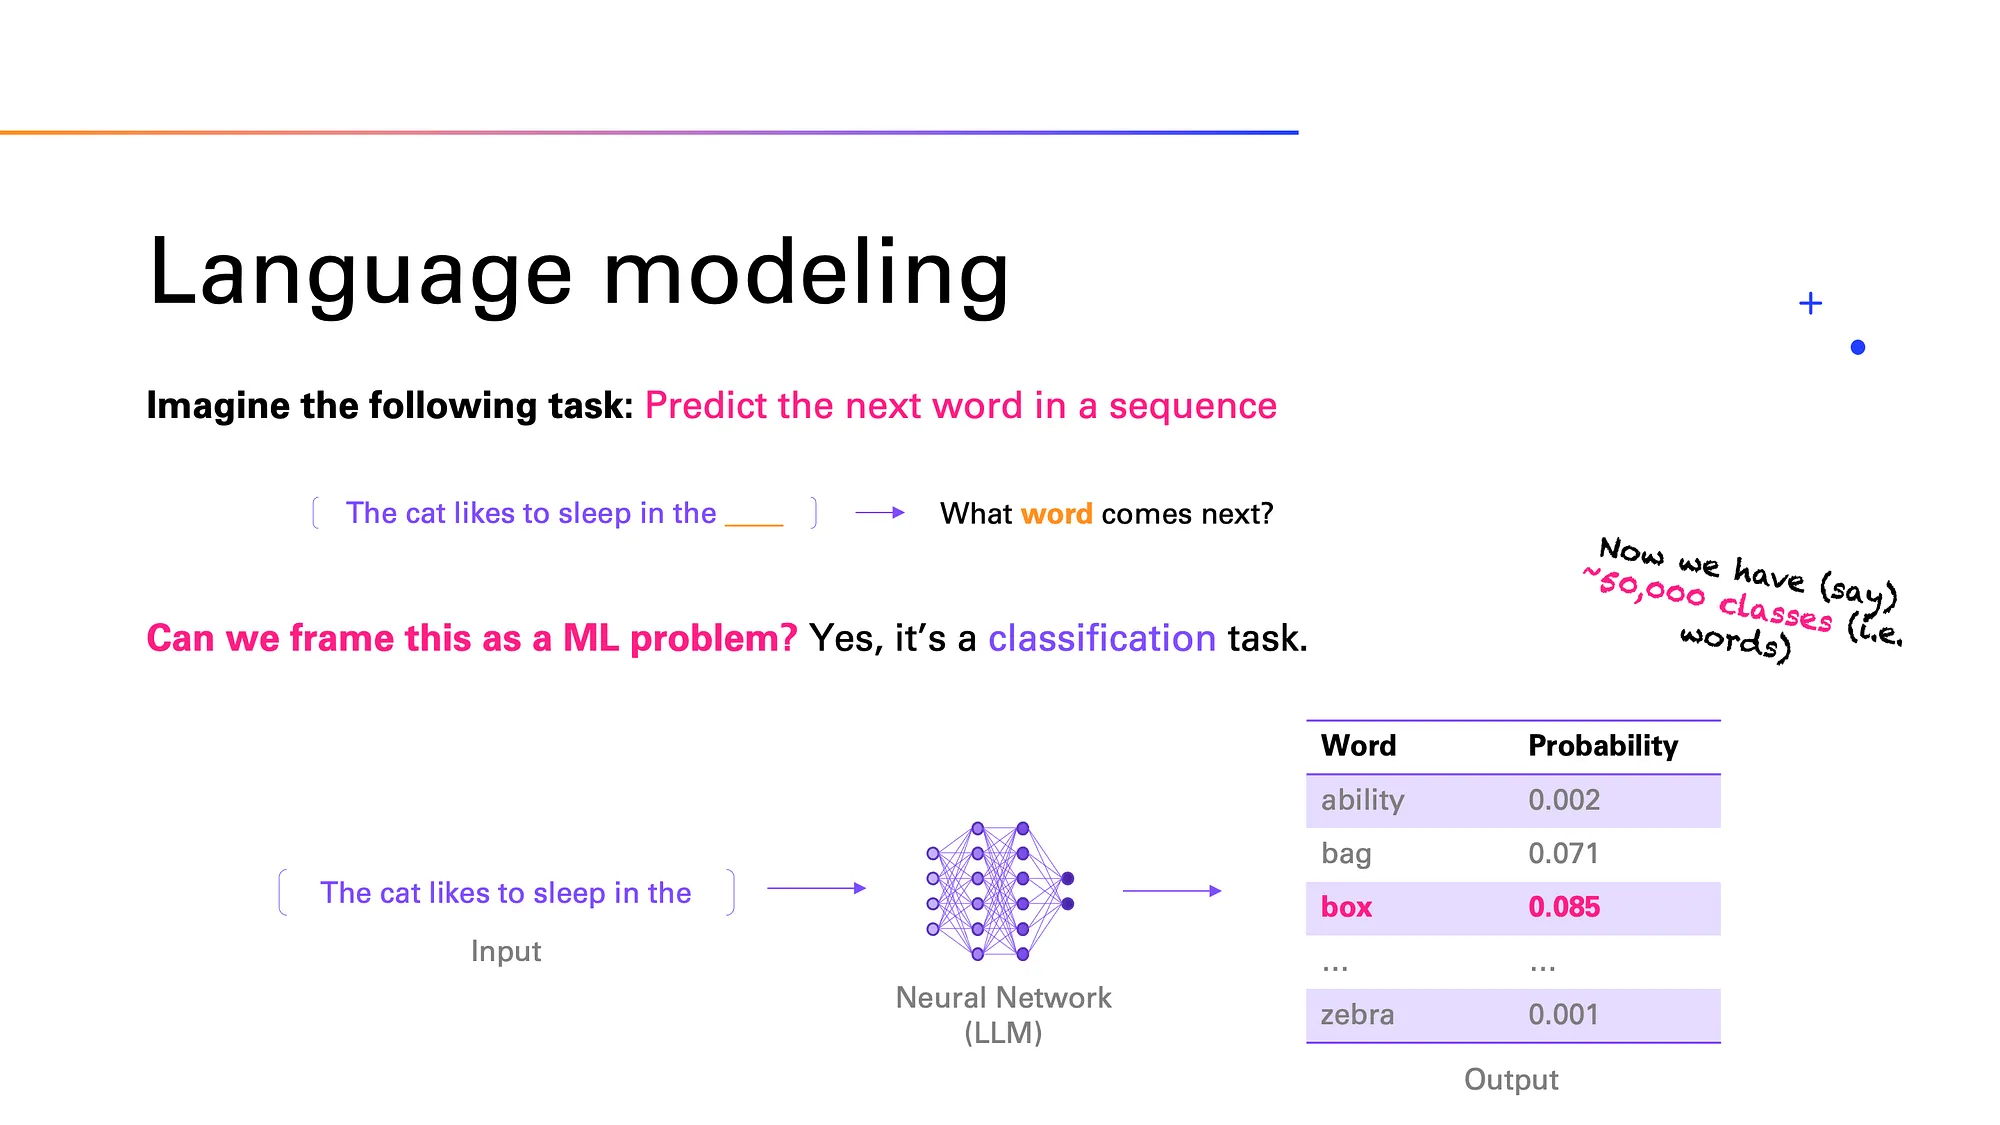 Language modeling
Imagine the following task: Predict the next word in a sequence
The cat likes to sleep in the ____
What word comes next?
Now we have (say)
~50,000 classes (i.e.
words)
Can we frame this as a ML problem? Yes, it’s a classification task.
The cat likes to sleep in the
Input
Neural Network
(LLM)
Word Probability
ability 0.002
bag 0.071
box 0.085
... ...
zebra 0.001
Output